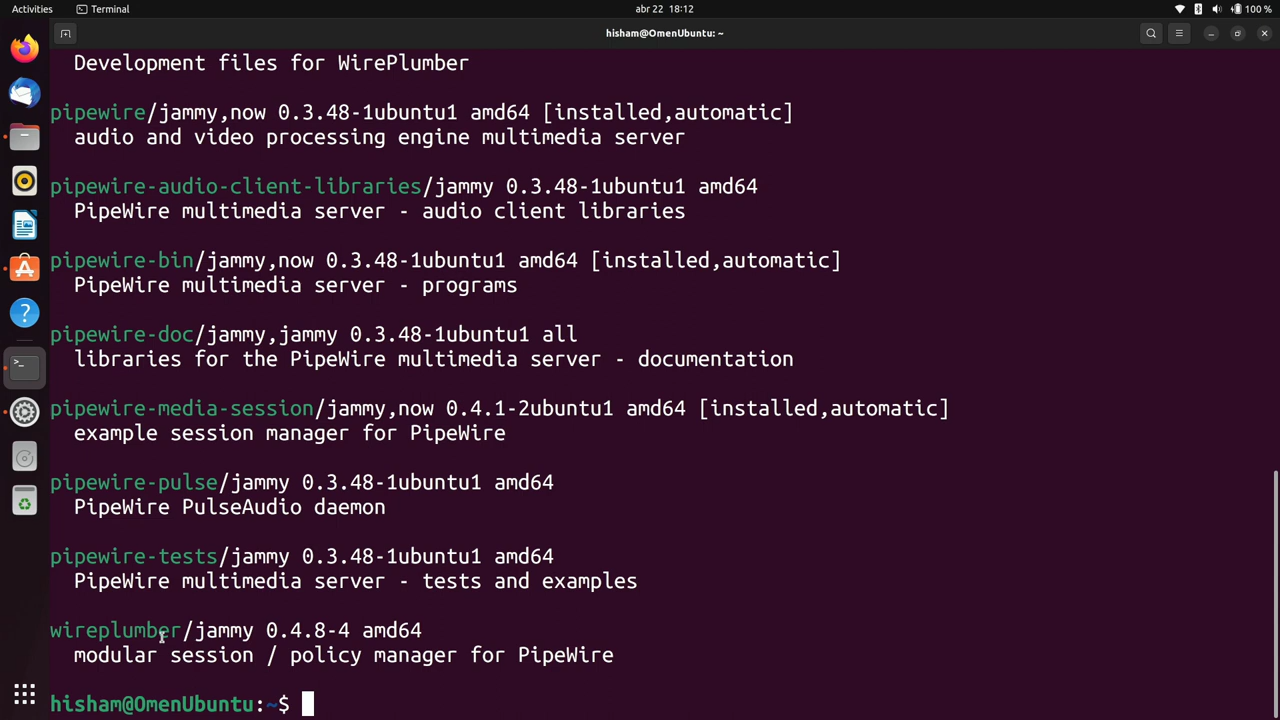 Activities
Terminal
abr 22 18:12
100 %
hisham@OmenUbuntu: ~
Development files for WirePlumber
pipewire/jammy,now 0.3.48-1ubuntu1 amd64 [installed,automatic]
audio and video processing engine multimedia server
pipewire-audio-client-libraries/jammy 0.3.48-1ubuntu1 amd64
PipeWire multimedia server - audio client libraries
pipewire-bin/jammy,now 0.3.48-1ubuntu1 amd64 [installed,automatic]
PipeWire multimedia server - programs
pipewire-doc/jammy,jammy 0.3.48-1ubuntu1 all
libraries for the PipeWire multimedia server - documentation
pipewire-media-session/jammy,now 0.4.1-2ubuntu1 amd64 [installed,automatic]
example session manager for PipeWire
pipewire-pulse/jammy 0.3.48-1ubuntu1 amd64
PipeWire PulseAudio daemon
pipewire-tests/jammy 0.3.48-1ubuntu1 amd64
PipeWire multimedia server - tests and examples
wireplumber/jammy 0.4.8-4 amd64
modular session / policy manager for PipeWire
hisham@OmenUbuntu:~$